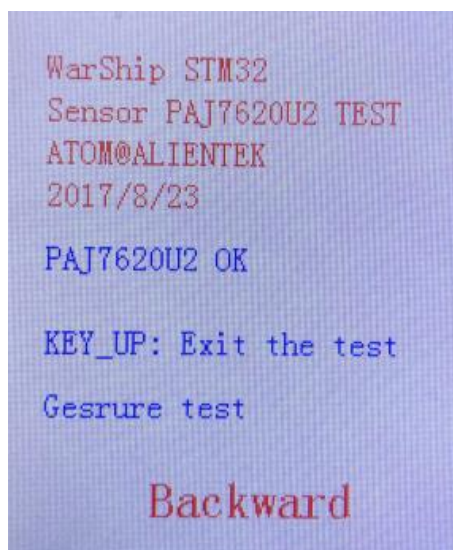 WarShip STM32
Sensor PAJ7620U2 TEST
ATOM@ALIENTEK
2017/8/23
PAJ7620U2 OK
KEY_UP: Exit the test
Gesrure test
Backward